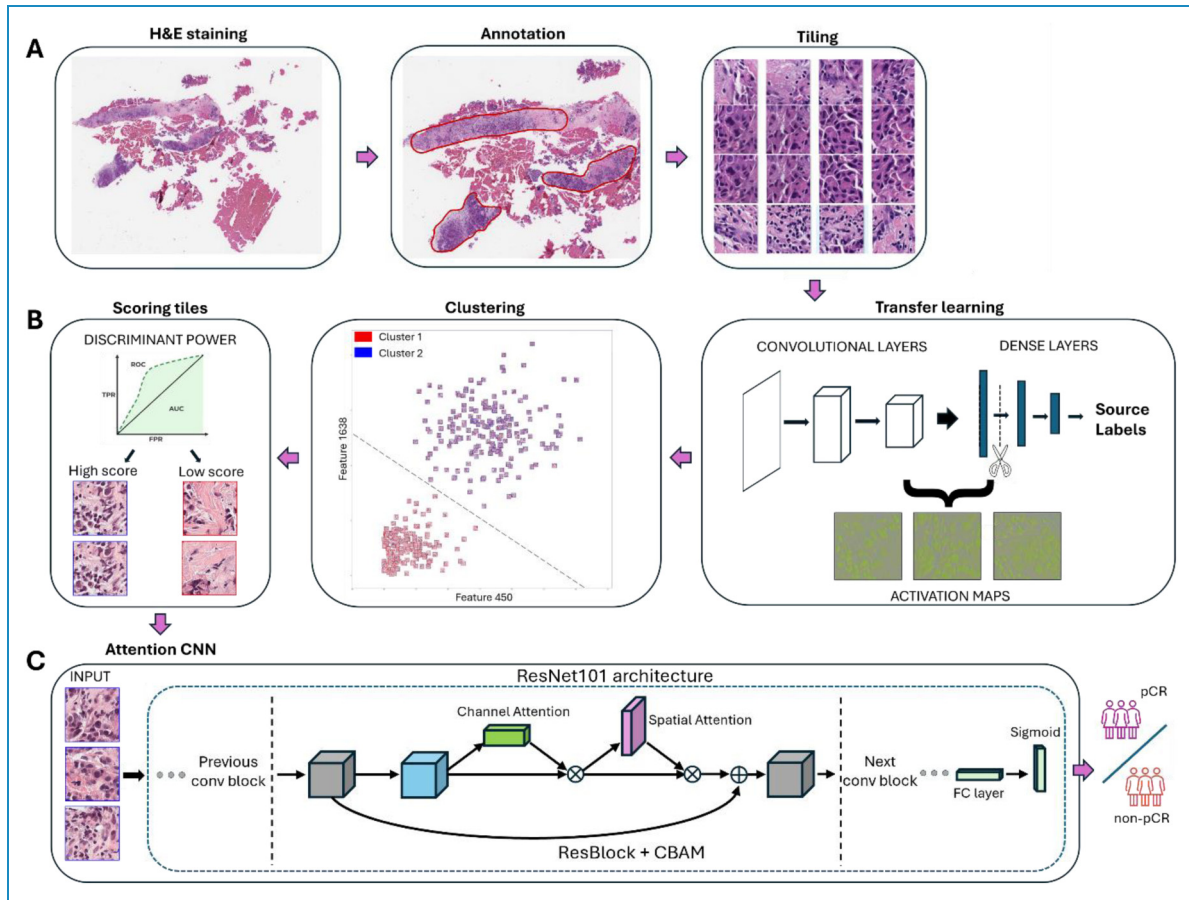 A
H&E staining
Annotation
Tiling
B
Scoring tiles
DISCRIMINANT POWER
ROC
TPR
AUC
FPR
High score
Low score
Clustering
Cluster 1
Cluster 2
Feature 1638
Feature 450
Transfer learning
CONVOLUTIONAL LAYERS
DENSE LAYERS
Source
Labels
ACTIVATION MAPS
C
Attention CNN
INPUT
ResNet101 architecture
Previous
conv block
Channel Attention
Spatial Attention
ResBlock + CBAM
Next
conv block
FC layer
Sigmoid
pCR
non-pCR